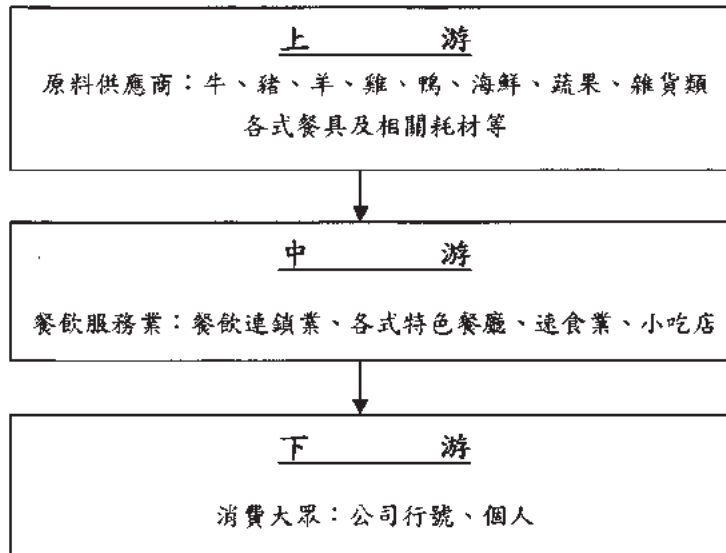 上 游
原料供應商：牛、豬、羊、雞、鴨、海鮮、蔬果、雜貨類
各式餐具及相關耗材等
中 游
餐飲服務業：餐飲連鎖業、各式特色餐廳、速食業、小吃店
下 游
消費大眾：公司行號、個人